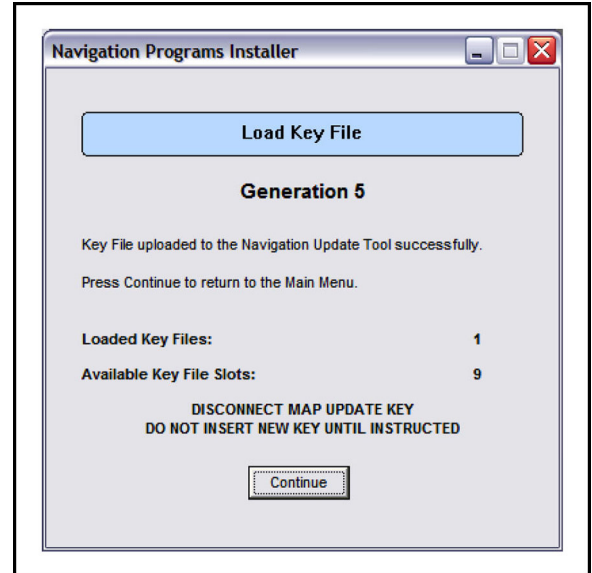 Navigation Programs Installer
Load Key File
Generation 5
Key File uploaded to the Navigation Update Tool successfully.
Press Continue to return to the Main Menu.
Loaded Key Files: 1
Available Key File Slots: 9
DISCONNECT MAP UPDATE KEY
DO NOT INSERT NEW KEY UNTIL INSTRUCTED
Continue